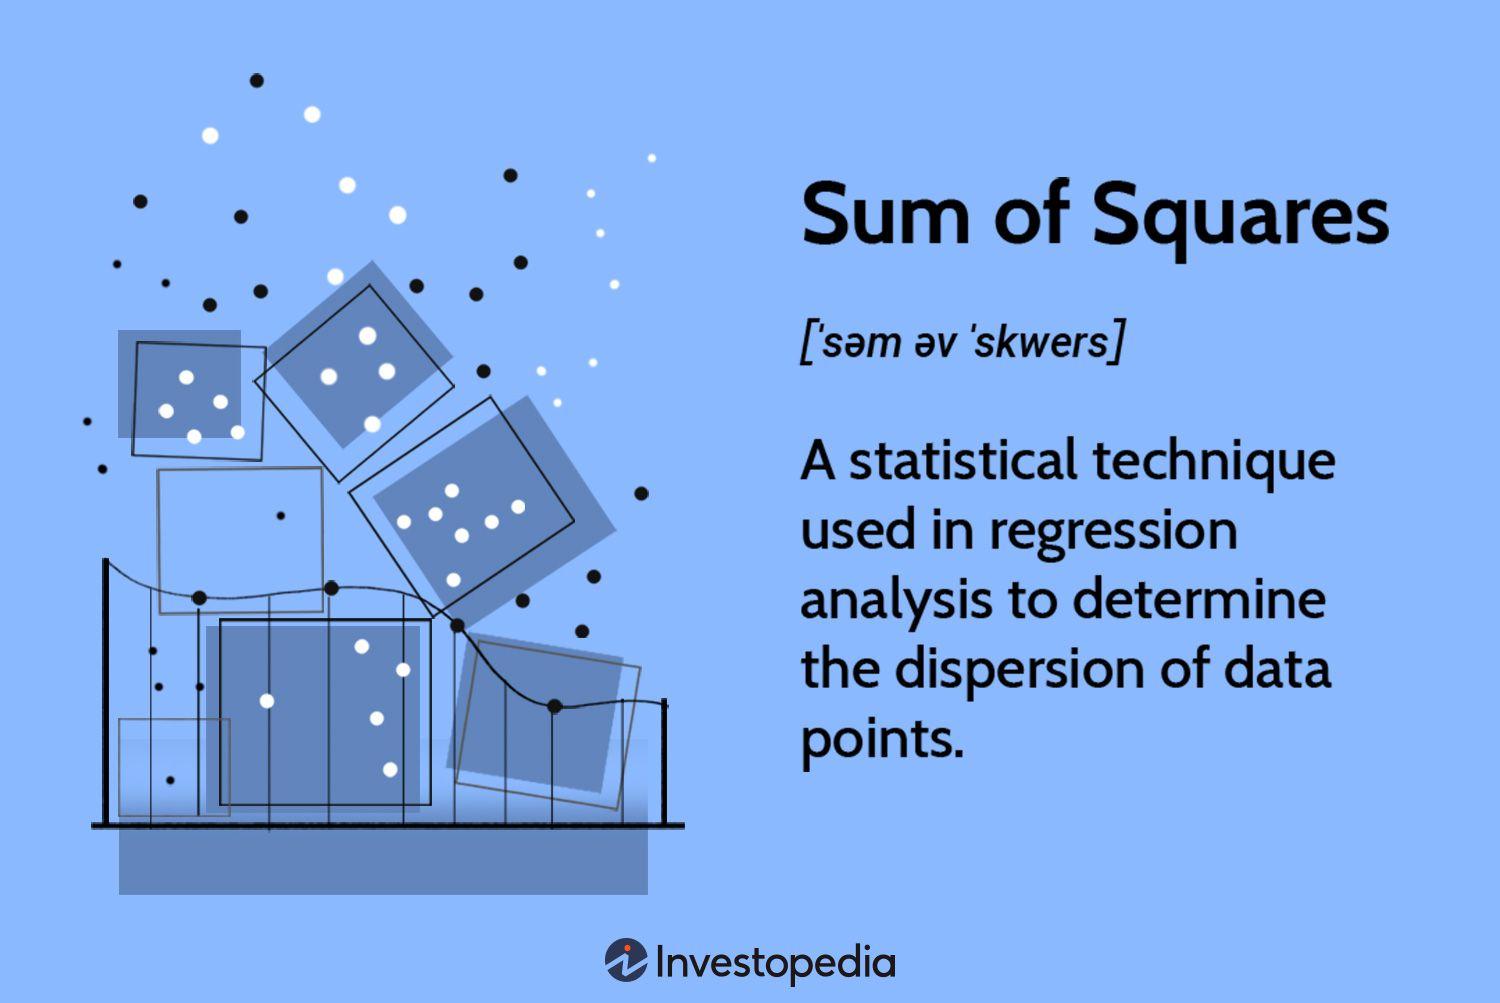 Sum of Squares
[ˈsəm əv ˈskwers]
A statistical technique
used in regression
analysis to determine
the dispersion of data
points.
Investopedia